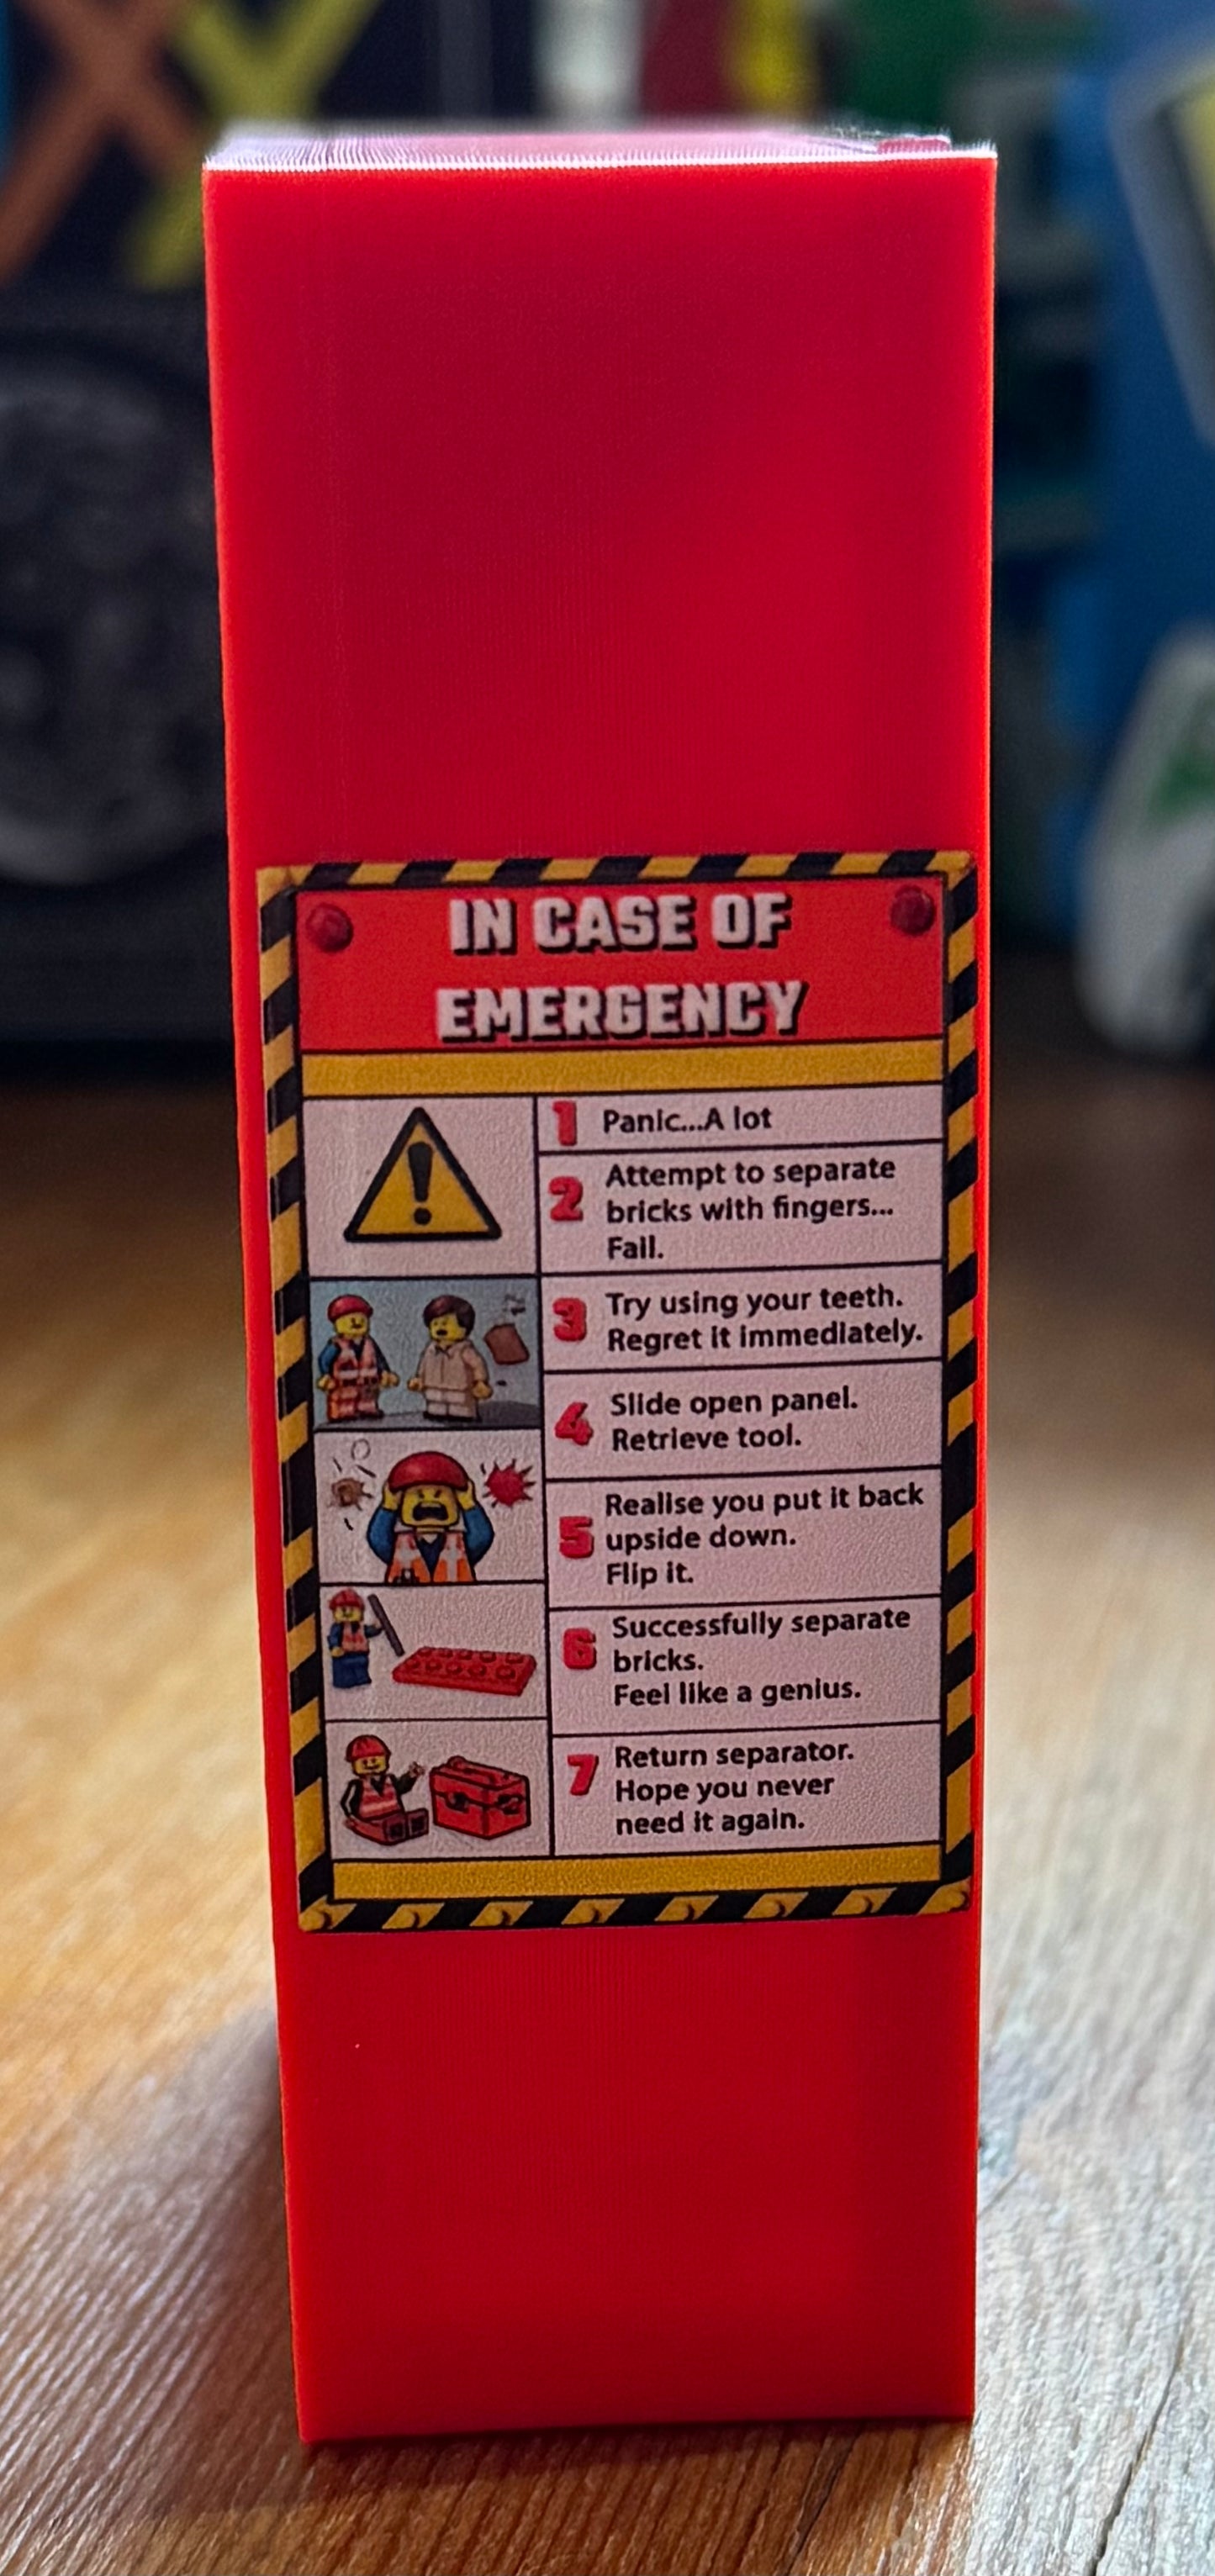 IN CASE OF
EMERGENCY
1 Panic...A lot
2 Attempt to separate
bricks with fingers...
Fail.
3 Try using your teeth.
Regret it immediately.
4 Slide open panel.
Retrieve tool.
5 Realise you put it back
upside down.
Flip it.
6 Successfully separate
bricks.
Feel like a genius.
7 Return separator.
Hope you never
need it again.